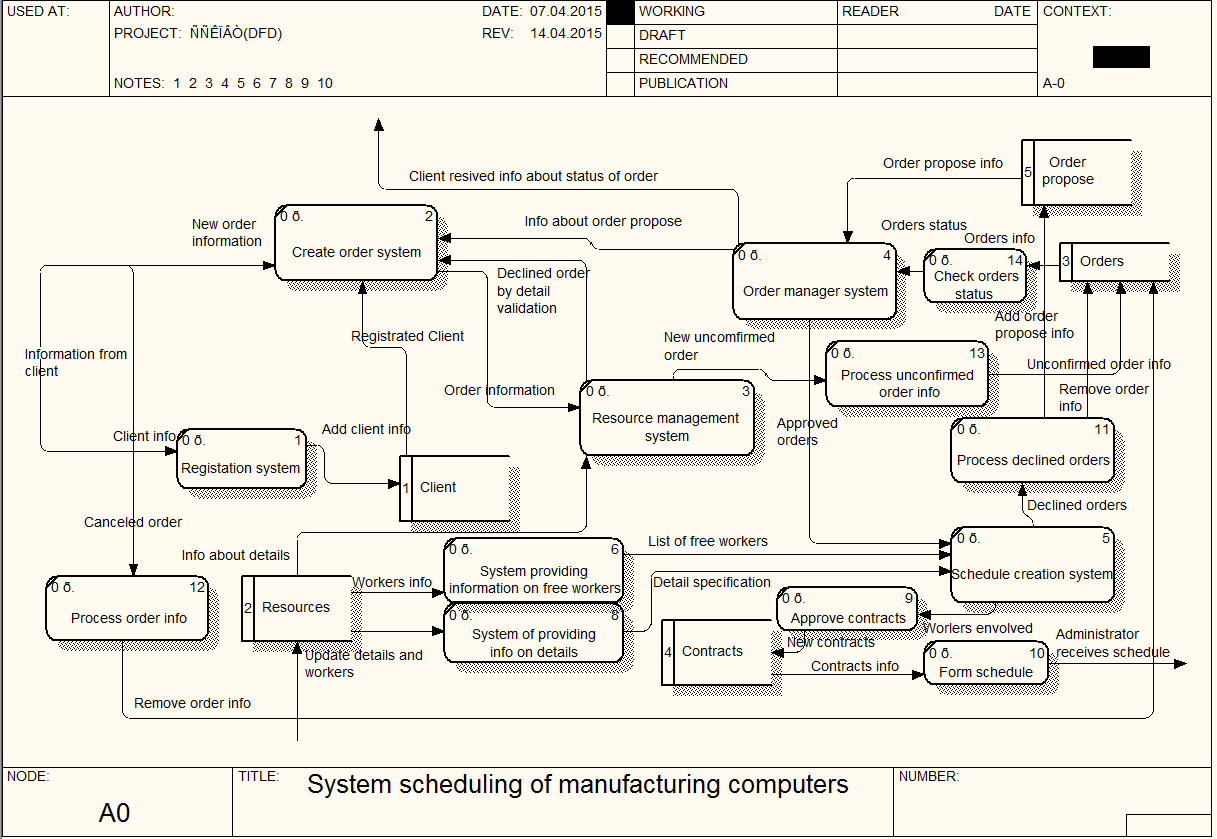 USED AT:
AUTHOR:
DATE: 07.04.2015
PROJECT: ÑÑÊÏÂÒ(DFD)
REV: 14.04.2015
NOTES: 1 2 3 4 5 6 7 8 9 10
WORKING
DRAFT
RECOMMENDED
PUBLICATION
READER DATE
CONTEXT:
A-0
Client resived info about status of order
Order propose info
5
Order
propose
New order
information
0 ð. 2
Create order system
Info about order propose
Orders status
Orders info
0 ð. 4
Order manager system
0 ð. 14
Check orders
status
3
Orders
Declined order
by detail
validation
Add order
propose info
Registrated Client
New uncomfirmed
order
Information from
client
0 ð. 13
Process unconfirmed
order info
Unconfirmed order info
Remove order
info
Order information
0 ð. 3
Resource management
system
Approved
orders
0 ð. 11
Process declined orders
Client info
0 ð. 1
Registation system
Add client info
1
Client
Declined orders
Canceled order
Info about details
List of free workers
0 ð. 5
Schedule creation system
0 ð. 6
System providing
information on free workers
Workers info
Detail specification
0 ð. 12
Process order info
2
Resources
0 ð. 8
System of providing
info on details
0 ð. 9
Approve contracts
Worlers envolved
Update details and
workers
4
Contracts
New contracts
Contracts info
0 ð. 10
Form schedule
Administrator
receives schedule
Remove order info
NODE:
A0
TITLE:
System scheduling of manufacturing computers
NUMBER: